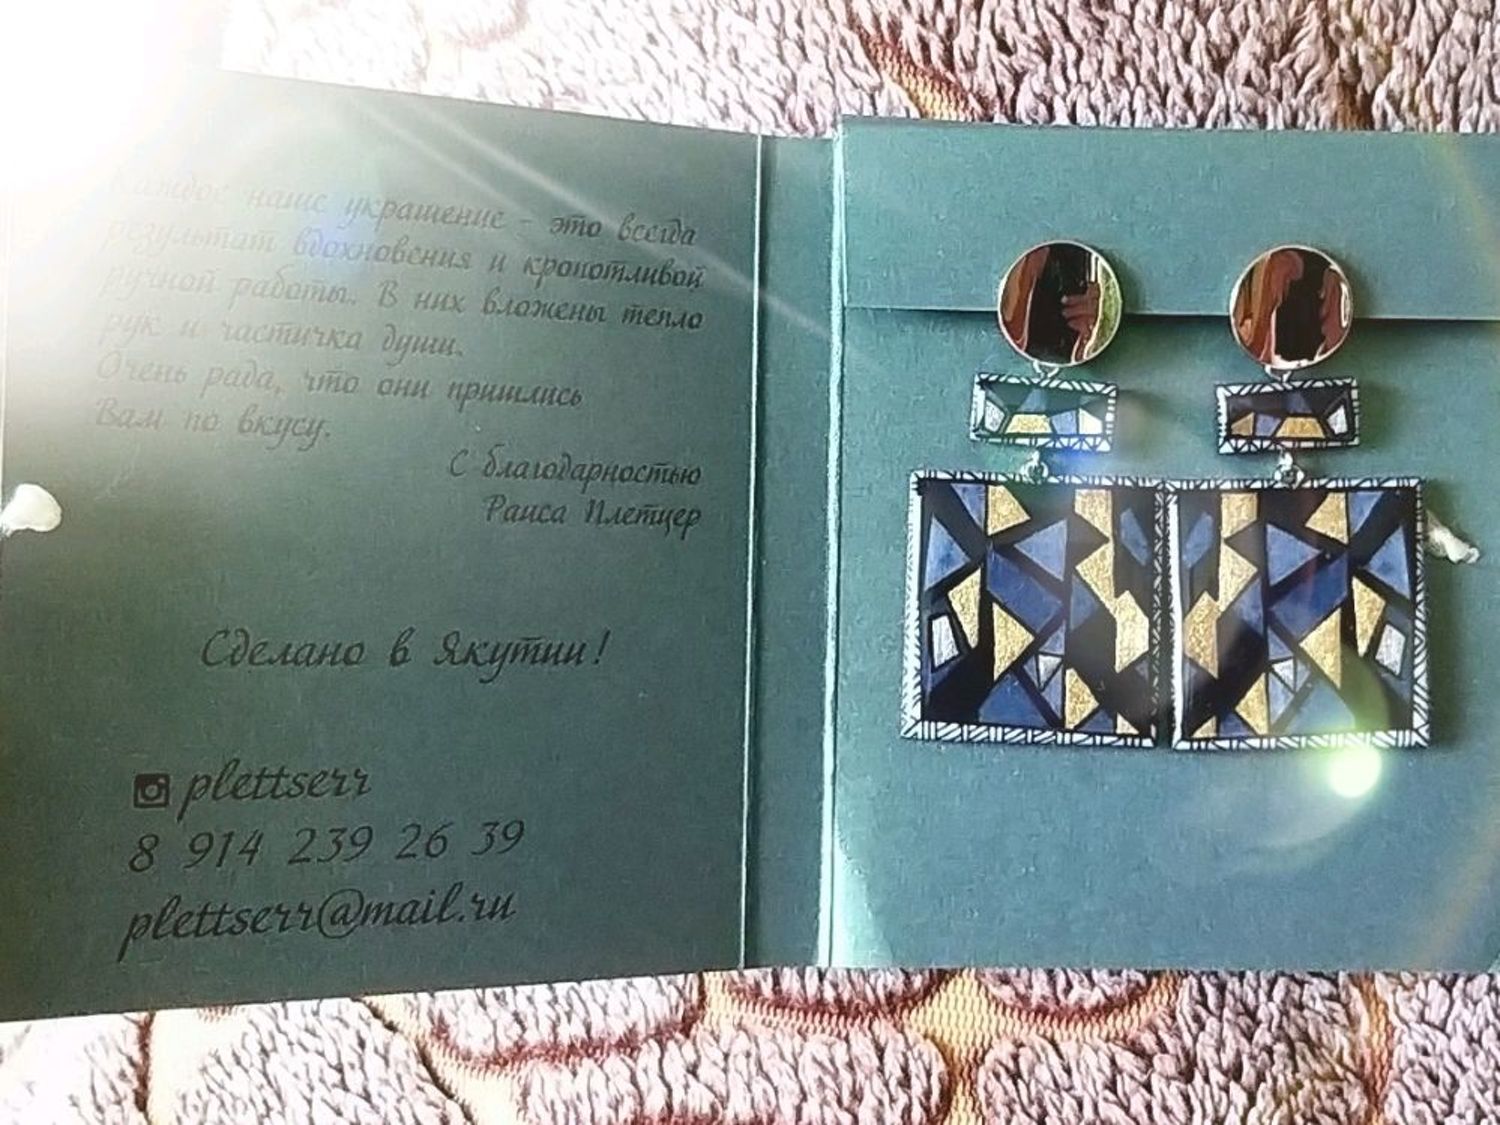 Каждое наше украшение - это всегда
результат вдохновения и кропотливой
ручной работы. В них вложены тепло
рук и частичка души.
Очень рада, что они пришлись
Вам по вкусу.
С благодарностью
Раиса Плетцер
Сделано в Якутии!
plettserr
8 914 239 26 39
plettserr@mail.ru